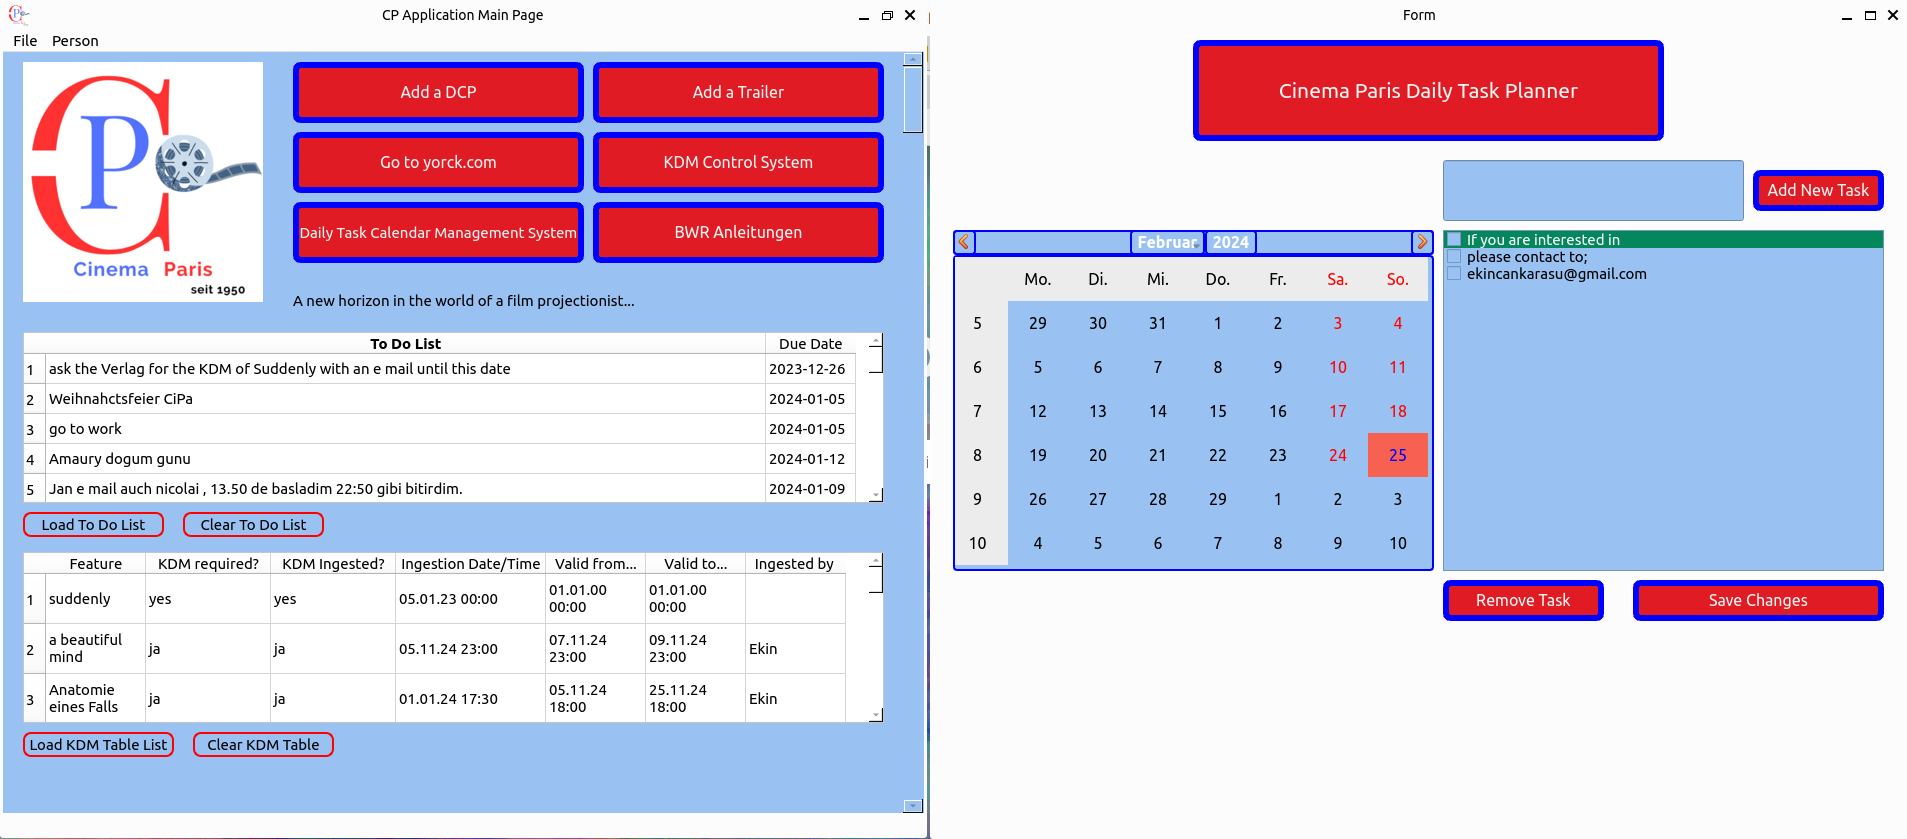 CP Application Main Page
File Person
CP
Cinema Paris
seit 1950
Add a DCP
Add a Trailer
Go to yorck.com
KDM Control System
Daily Task Calendar Management System
BWR Anleitungen
A new horizon in the world of a film projectionist...
To Do List Due Date
1 ask the Verlag for the KDM of Suddenly with an e mail until this date 2023-12-26
2 Weihnahctsfeier CiPa 2024-01-05
3 go to work 2024-01-05
4 Amaury dogum gunu 2024-01-12
5 Jan e mail auch nicolai , 13.50 de basladim 22:50 gibi bitirdim. 2024-01-09
Load To Do List Clear To Do List
Feature KDM required? KDM Ingested? Ingestion Date/Time Valid from... Valid to... Ingested by
1 suddenly yes yes 05.01.23 00:00 01.01.00 00:00 01.01.00 00:00
2 a beautiful mind ja ja 05.11.24 23:00 07.11.24 23:00 09.11.24 23:00 Ekin
3 Anatomie eines Falls ja ja 01.01.24 17:30 05.11.24 18:00 25.11.24 18:00 Ekin
Load KDM Table List Clear KDM Table
Form
Cinema Paris Daily Task Planner
Add New Task
Februar 2024
Mo. Di. Mi. Do. Fr. Sa. So.
5 29 30 31 1 2 3 4
6 5 6 7 8 9 10 11
7 12 13 14 15 16 17 18
8 19 20 21 22 23 24 25
9 26 27 28 29 1 2 3
10 4 5 6 7 8 9 10
If you are interested in
please contact to;
ekincankarasu@gmail.com
Remove Task Save Changes